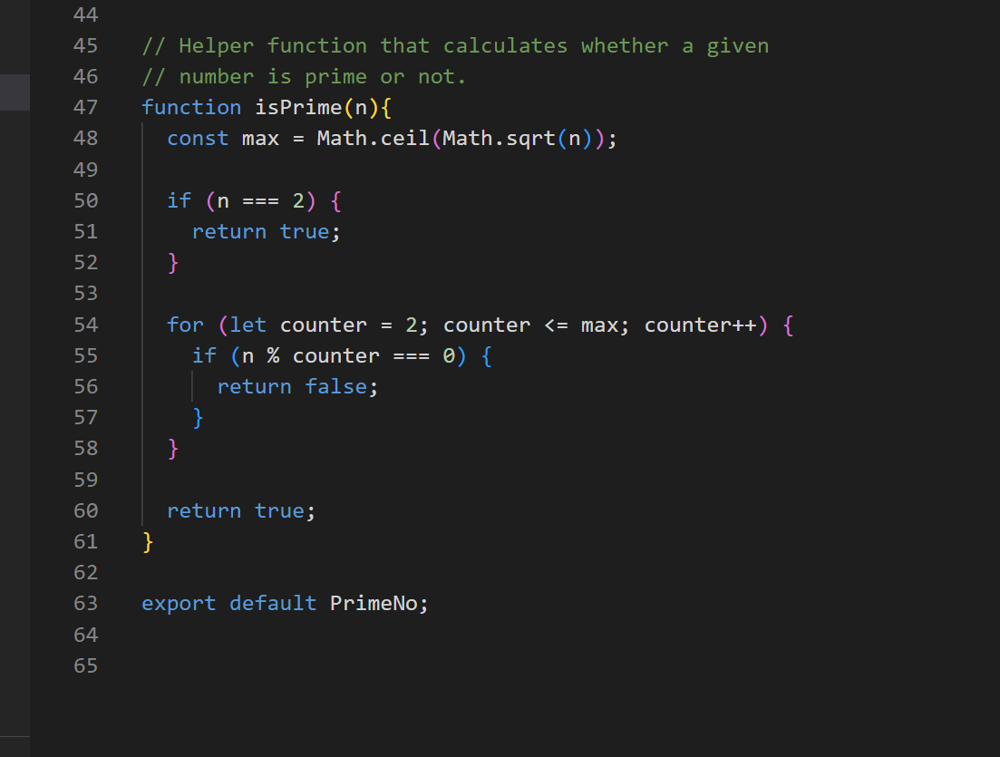 44
45 // Helper function that calculates whether a given
46 // number is prime or not.
47 function isPrime(n){
48   const max = Math.ceil(Math.sqrt(n));
49
50   if (n === 2) {
51     return true;
52   }
53
54   for (let counter = 2; counter <= max; counter++) {
55     if (n % counter === 0) {
56       return false;
57     }
58   }
59
60   return true;
61 }
62
63 export default PrimeNo;
64
65